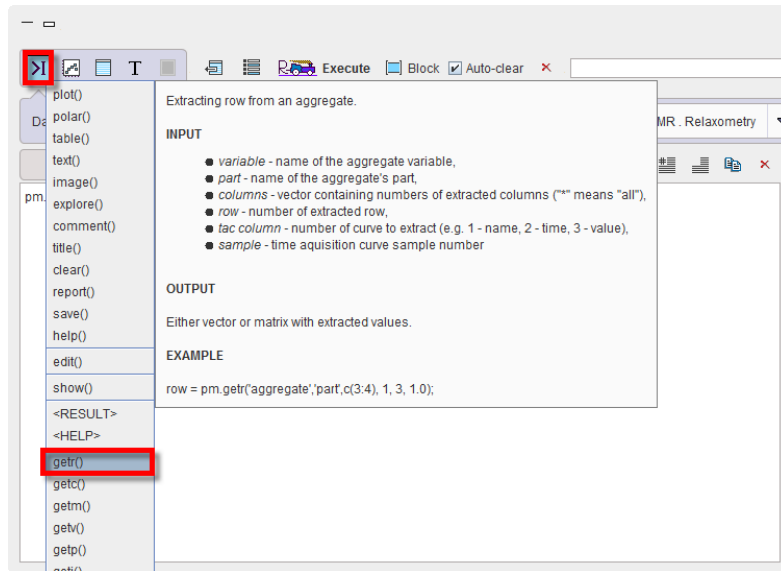 T
Execute
Block
Auto-clear
plot()
polar()
table()
text()
image()
explore()
comment()
title()
clear()
report()
save()
help()
edit()
show()
<RESULT>
<HELP>
getr()
getc()
getm()
getv()
getp()
Da
pm.
MR . Relaxometry
Extracting row from an aggregate.
INPUT
variable - name of the aggregate variable,
part - name of the aggregate's part,
columns - vector containing numbers of extracted columns ("*" means "all"),
row - number of extracted row,
tac column - number of curve to extract (e.g. 1 - name, 2 - time, 3 - value),
sample - time aquisition curve sample number
OUTPUT
Either vector or matrix with extracted values.
EXAMPLE
row = pm.getr('aggregate','part',c(3:4), 1, 3, 1.0);